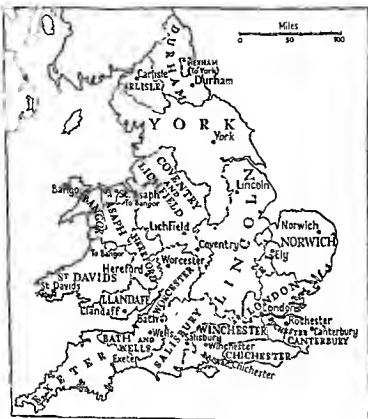 Miles
0 50 100
DURHAM
HEXHAM
(To York)
Carlisle
Durham
YORK
York
COVENTRY
AND
LICHFIELD
Lincoln
LINCOLN
Bangor
BANGOR
St. Asaph
To Bangor
ASAPH
Lichfield
Norwich
NORWICH
To Bangor
HEREFORD
Worcester
Coventry
Ely
ST DAVIDS
St Davids
Hereford
LLANDAFF
Llandaff
WORCESTER
LONDON
London
Bath
Rochester
Canterbury
CANTERBURY
BATH AND
WELLS
Wells
SALISBURY
Salisbury
WINCHESTER
Winchester
CHICHESTER
Chichester
Exeter
EXETER